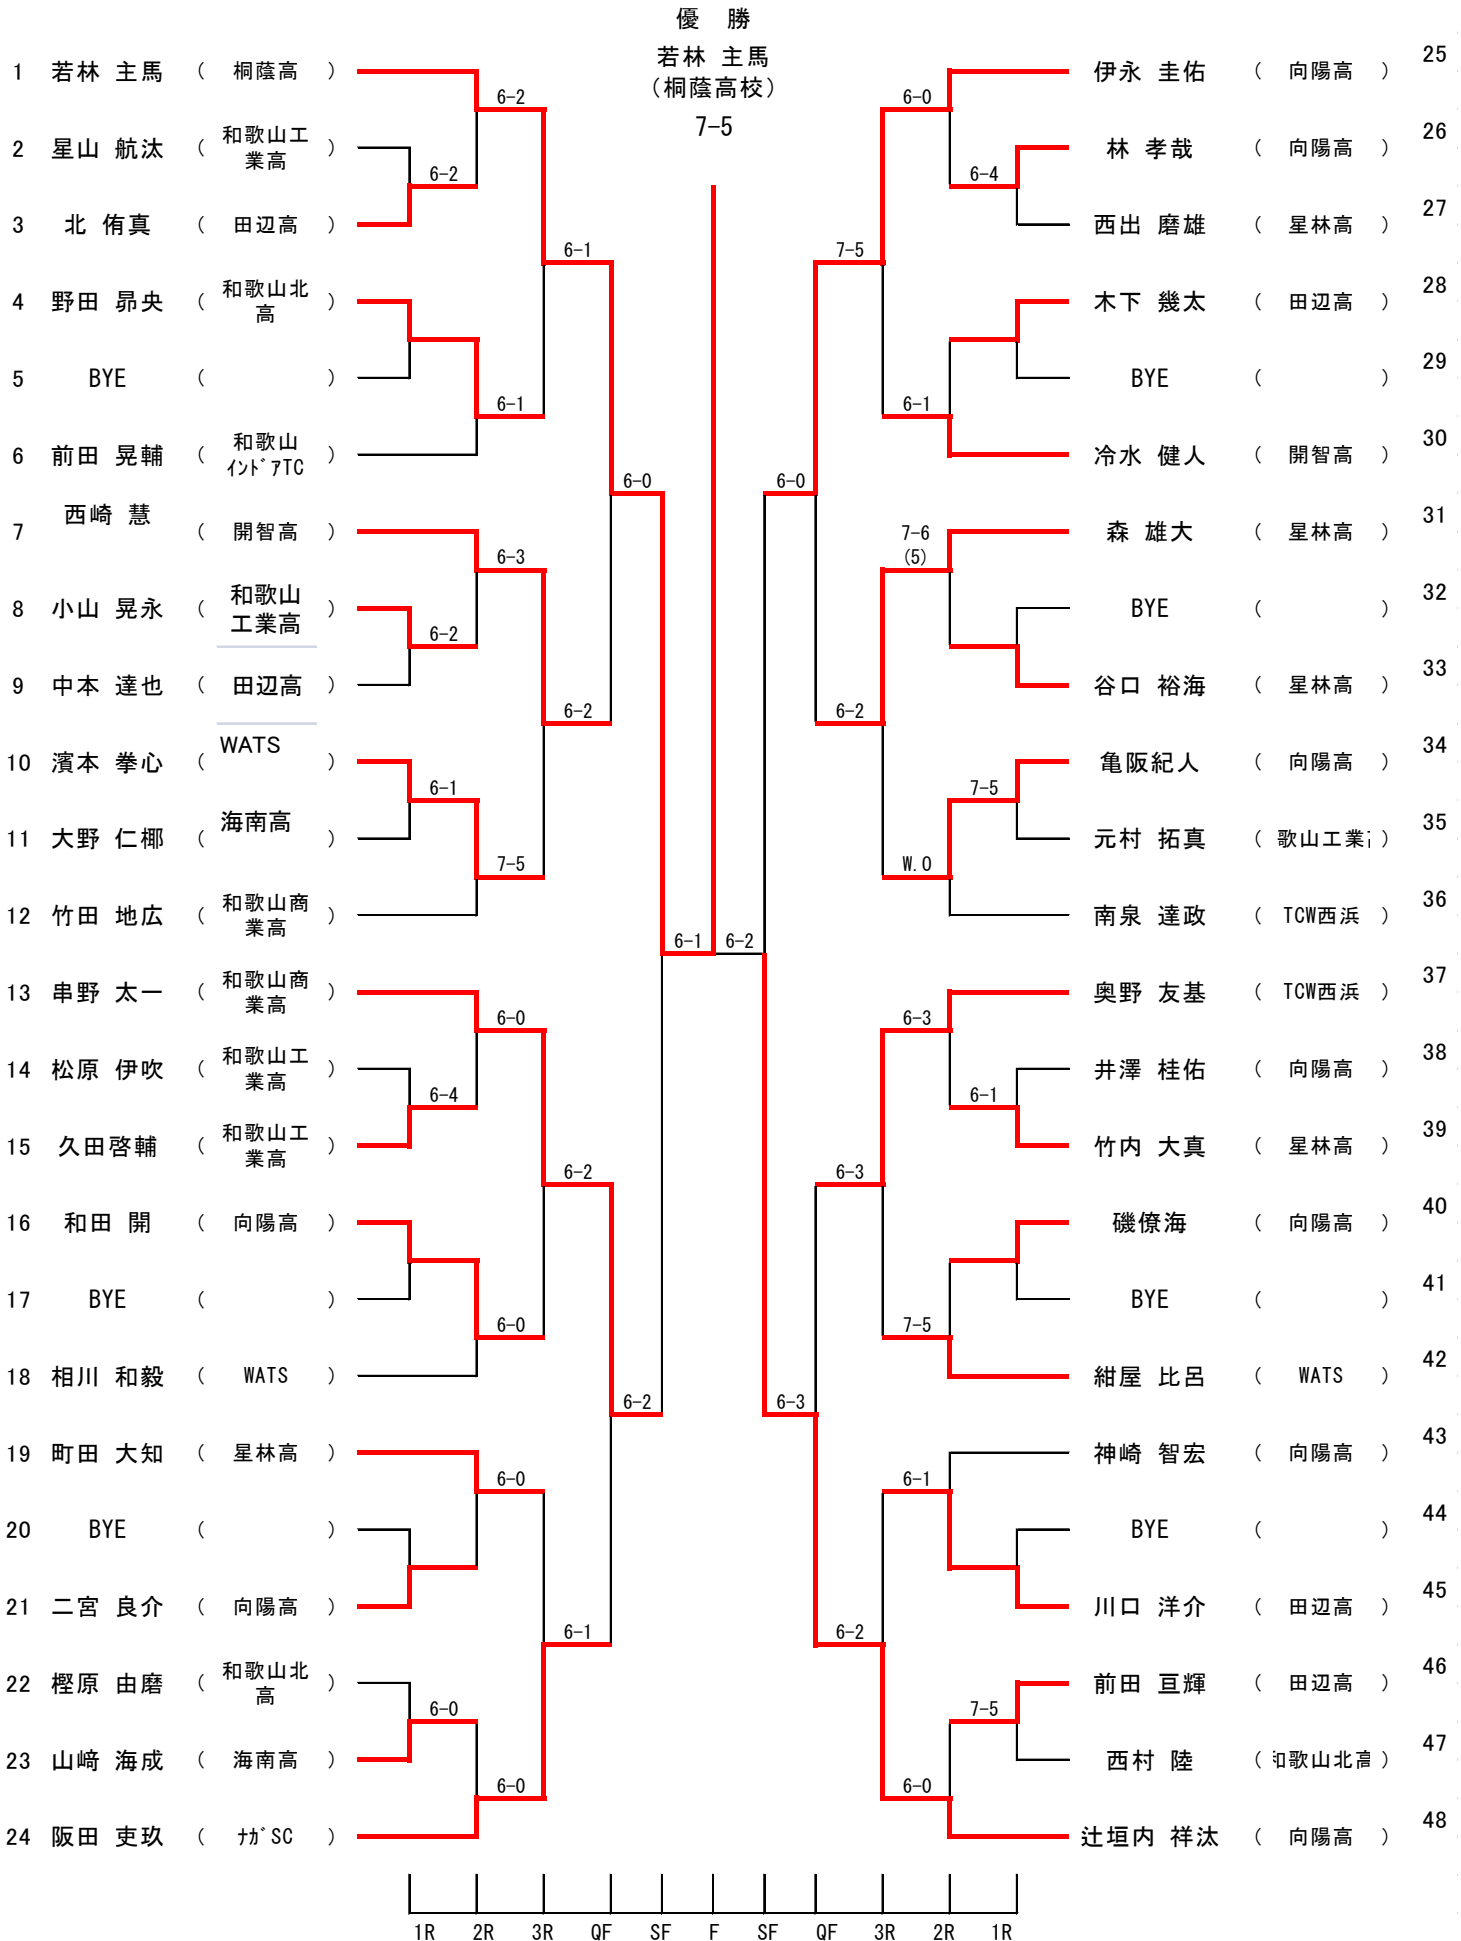 優 勝
若林 主馬
(桐蔭高校)
7-5
1 若林 主馬 ( 桐蔭高 )
6-2
2 星山 航汰 ( 和歌山工
業高 )
6-2
3 北 侑真 ( 田辺高 )
6-1
4 野田 昴央 ( 和歌山北
高 )
5 BYE ( )
6-1
6 前田 晃輔 ( 和歌山
インドアTC )
6-0
7 西崎 慧 ( 開智高 )
6-3
8 小山 晃永 ( 和歌山
工業高 )
6-2
9 中本 達也 ( 田辺高 )
6-2
10 濱本 拳心 ( WATS )
6-1
11 大野 仁椰 ( 海南高 )
7-5
12 竹田 地広 ( 和歌山商
業高 )
6-1
13 串野 太一 ( 和歌山商
業高 )
6-0
14 松原 伊吹 ( 和歌山工
業高 )
6-4
15 久田啓輔 ( 和歌山工
業高 )
6-2
16 和田 開 ( 向陽高 )
17 BYE ( )
6-0
18 相川 和毅 ( WATS )
6-2
19 町田 大知 ( 星林高 )
6-0
20 BYE ( )
21 二宮 良介 ( 向陽高 )
6-1
22 樫原 由磨 ( 和歌山北
高 )
6-0
23 山﨑 海成 ( 海南高 )
6-0
24 阪田 吏玖 ( ナガSC )
伊永 圭佑 ( 向陽高 ) 25
6-0
林 孝哉 ( 向陽高 ) 26
6-4
西出 磨雄 ( 星林高 ) 27
7-5
木下 幾太 ( 田辺高 ) 28
BYE ( ) 29
6-1
冷水 健人 ( 開智高 ) 30
6-0
森 雄大 ( 星林高 ) 31
7-6
(5)
BYE ( ) 32
谷口 裕海 ( 星林高 ) 33
6-2
亀阪紀人 ( 向陽高 ) 34
7-5
元村 拓真 ( 歌山工業 ) 35
W.O
南泉 達政 ( TCW西浜 ) 36
6-2
奥野 友基 ( TCW西浜 ) 37
6-3
井澤 桂佑 ( 向陽高 ) 38
6-1
竹内 大真 ( 星林高 ) 39
6-3
磯僚海 ( 向陽高 ) 40
BYE ( ) 41
7-5
紺屋 比呂 ( WATS ) 42
6-3
神崎 智宏 ( 向陽高 ) 43
6-1
BYE ( ) 44
川口 洋介 ( 田辺高 ) 45
6-2
前田 亘輝 ( 田辺高 ) 46
7-5
西村 陸 ( 和歌山北高 ) 47
6-0
辻垣内 祥汰 ( 向陽高 ) 48
1R 2R 3R QF SF F SF QF 3R 2R 1R